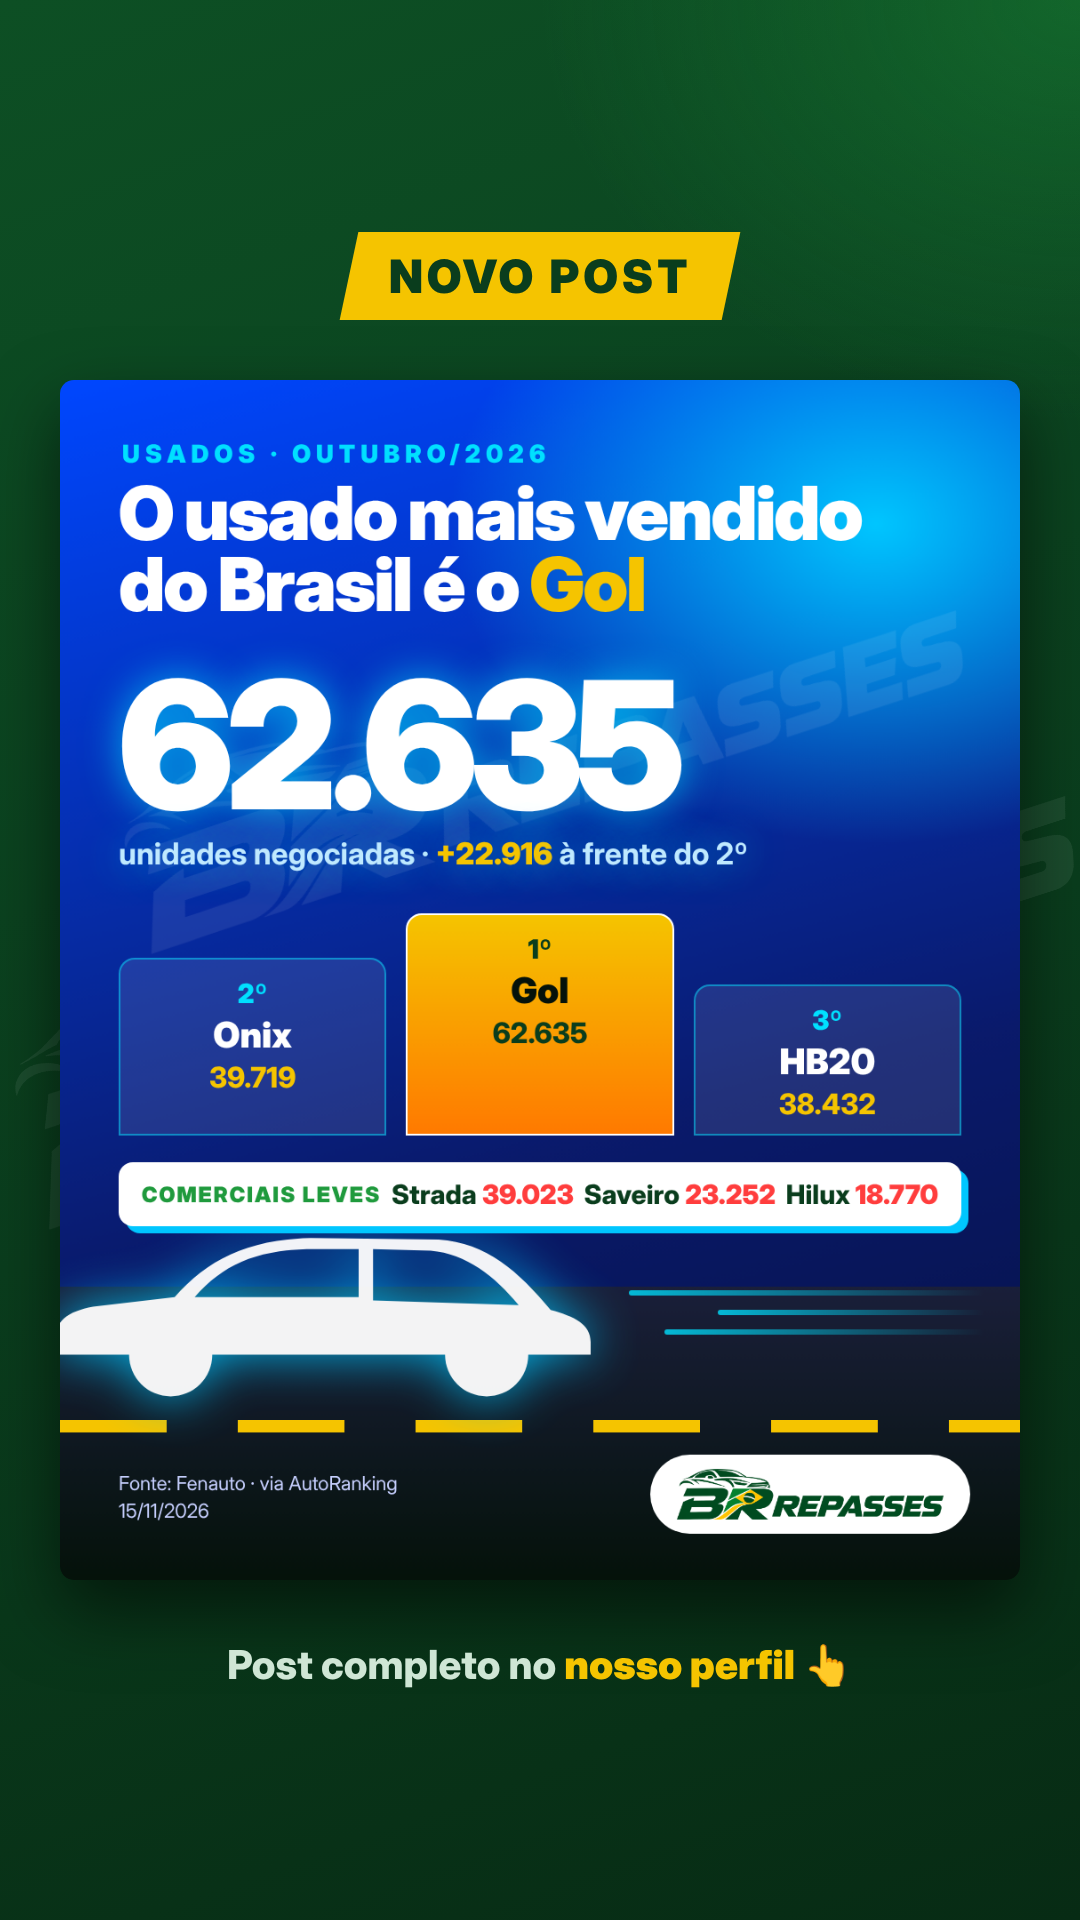 NOVO POST
USADOS · OUTUBRO/2026
O usado mais vendido
do Brasil é o Gol
62.635
unidades negociadas · +22.916 à frente do 2º
1º
Gol
62.635
2º
Onix
39.719
3º
HB20
38.432
COMERCIAIS LEVES Strada 39.023 Saveiro 23.252 Hilux 18.770
Fonte: Fenauto · via AutoRanking
15/11/2026
BR REPASSES
Post completo no nosso perfil 👆